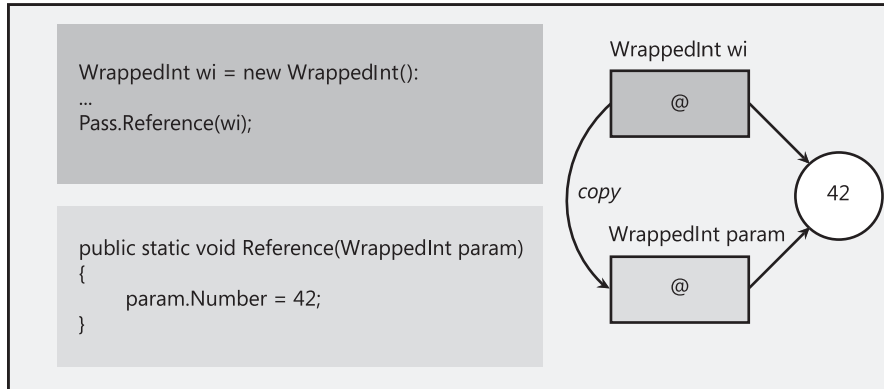 WrappedInt wi = new WrappedInt():
...
Pass.Reference(wi);
public static void Reference(WrappedInt param)
{
param.Number = 42;
}
WrappedInt wi
@
copy
42
WrappedInt param
@